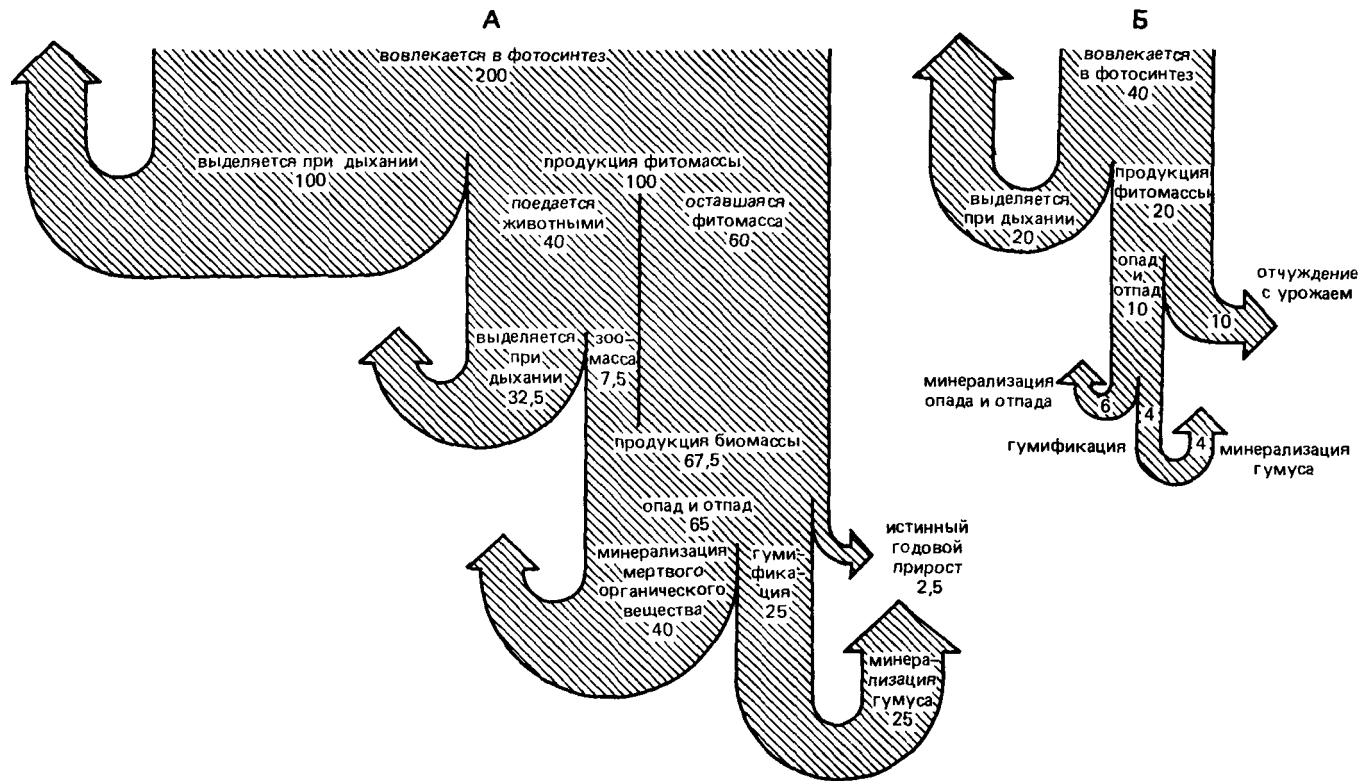 А
вовлекается в фотосинтез
200
выделяется при дыхании
100
продукция фитомассы
100
поедается
животными
40
оставшаяся
фитомасса
60
выделяется
при
дыхании
32,5
зоо-
масса
7,5
продукция биомассы
67,5
опад и отпад
65
минерализация
мертвого
органического
вещества
40
гуми-
фика-
ция
25
истинный
годовой
прирост
2,5
минера-
лизация
гумуса
25
Б
вовлекается
в фотосинтез
40
выделяется
при дыхании
20
продукция
фитомассы
20
опад
и
отпад
10
отчуждение
с урожаем
10
минерализация
опада и отпада
6
4
гумификация
4
минерализация
гумуса